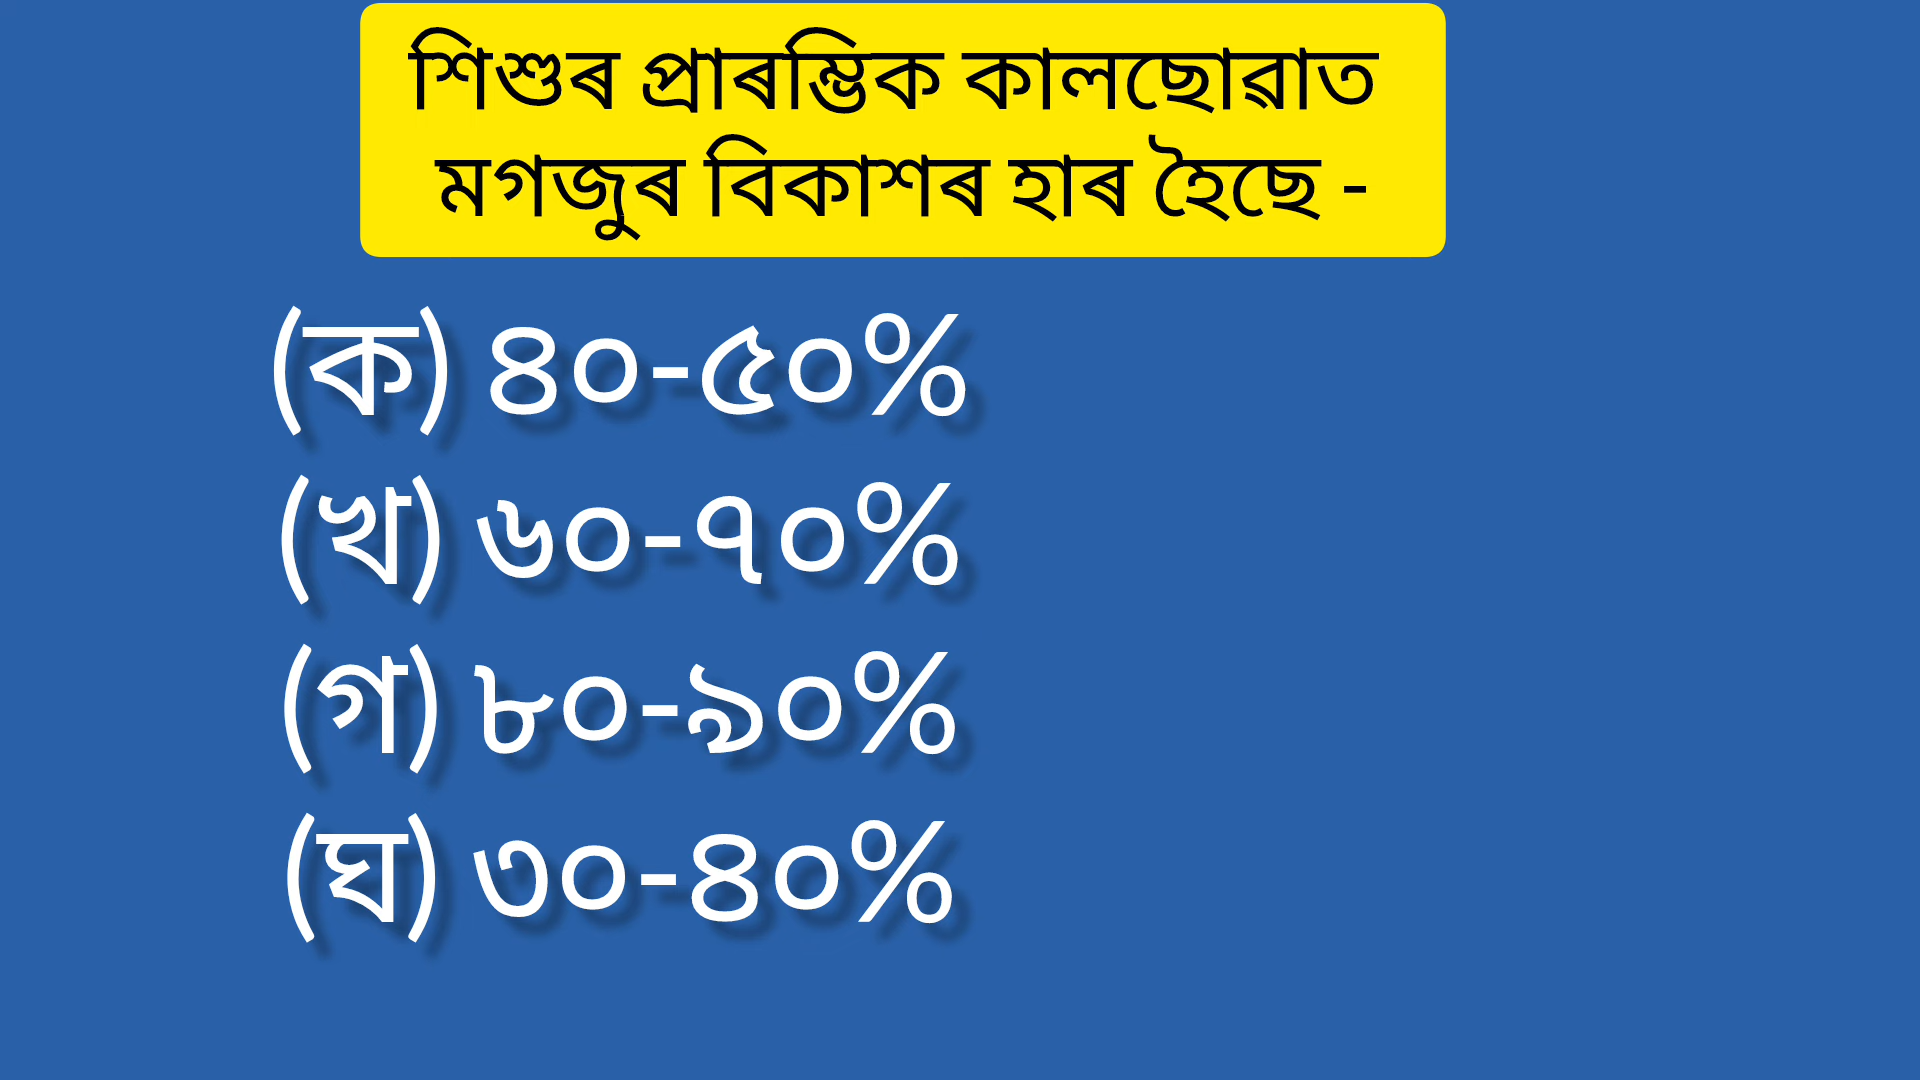 শিশুৰ প্ৰাৰম্ভিক কালছোৱাত
মগজুৰ বিকাশৰ হাৰ হৈছে -
(ক) ৪০-৫০%
(খ) ৬০-৭০%
(গ) ৮০-৯০%
(ঘ) ৩০-৪০%